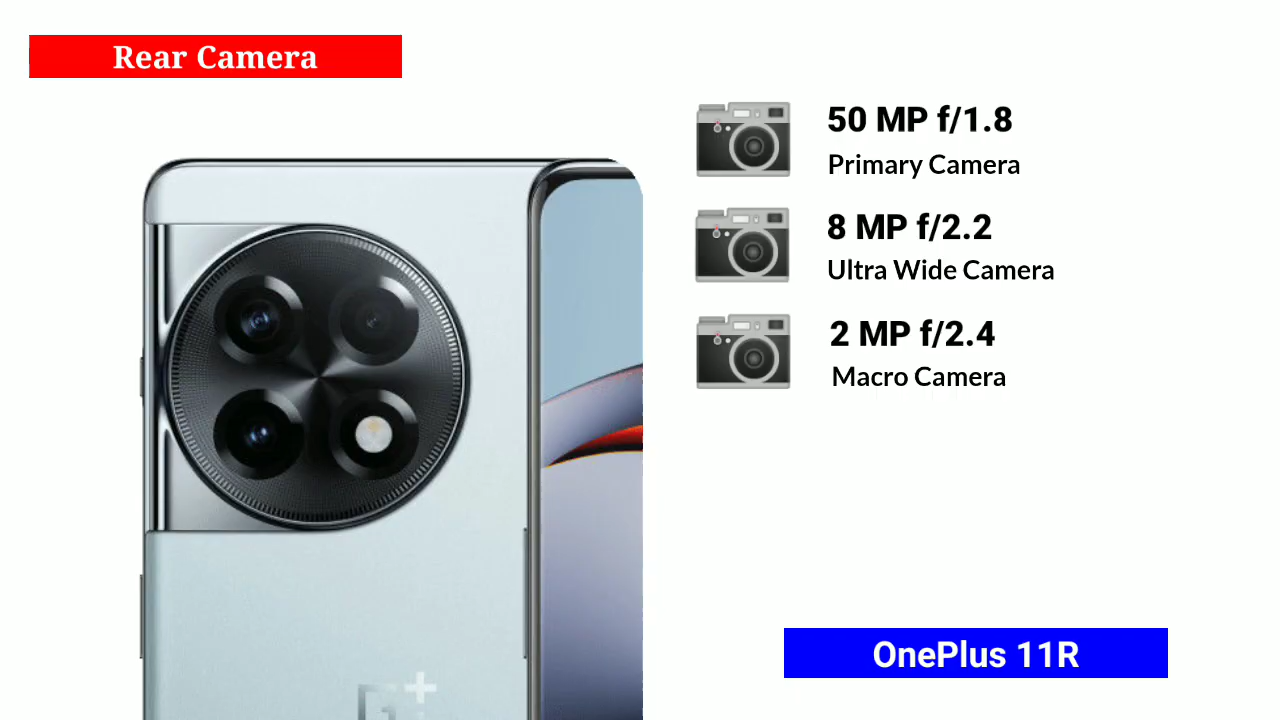 Rear Camera
50 MP f/1.8
Primary Camera
8 MP f/2.2
Ultra Wide Camera
2 MP f/2.4
Macro Camera
OnePlus 11R